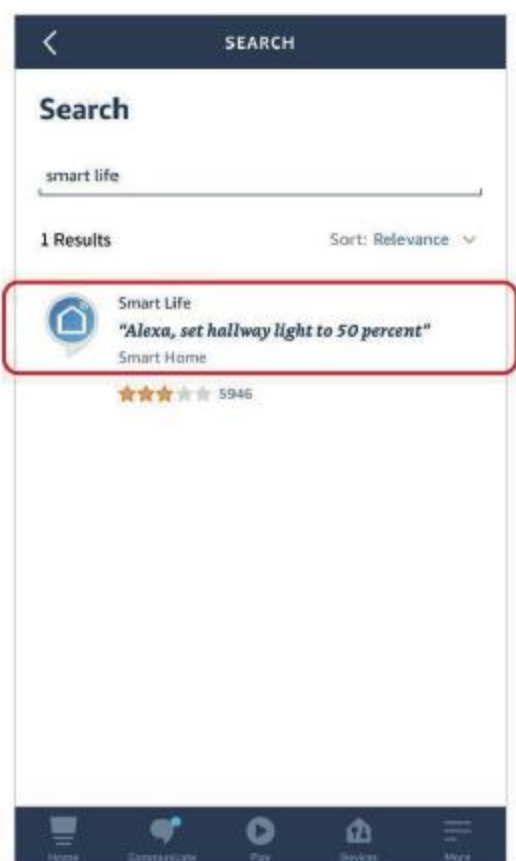 SEARCH
Search
smart life
1 Results
Sort: Relevance
Smart Life
"Alexa, set hallway light to 50 percent"
Smart Home
5946
Home
Communicate
Devices
More